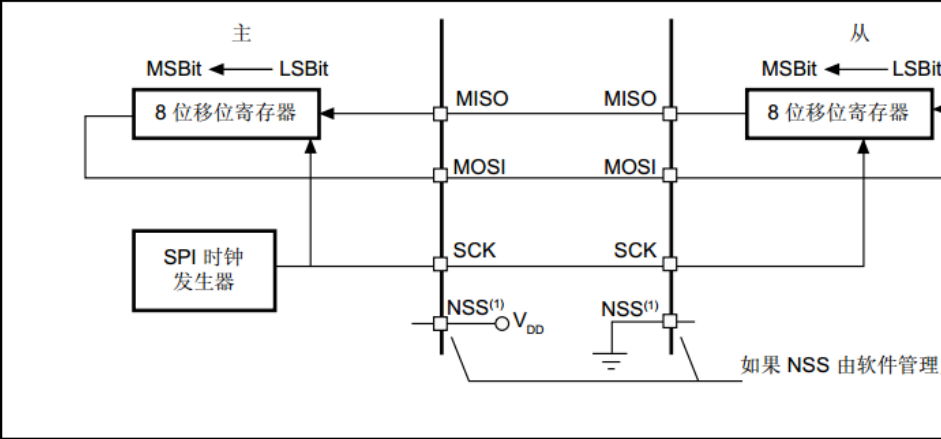 主 从
MSBit LSBit MSBit LSBit
8 位移位寄存器 MISO MISO 8 位移位寄存器
MOSI MOSI
SPI 时钟
发生器
SCK SCK
NSS(1) VDD NSS(1)
如果 NSS 由软件管理